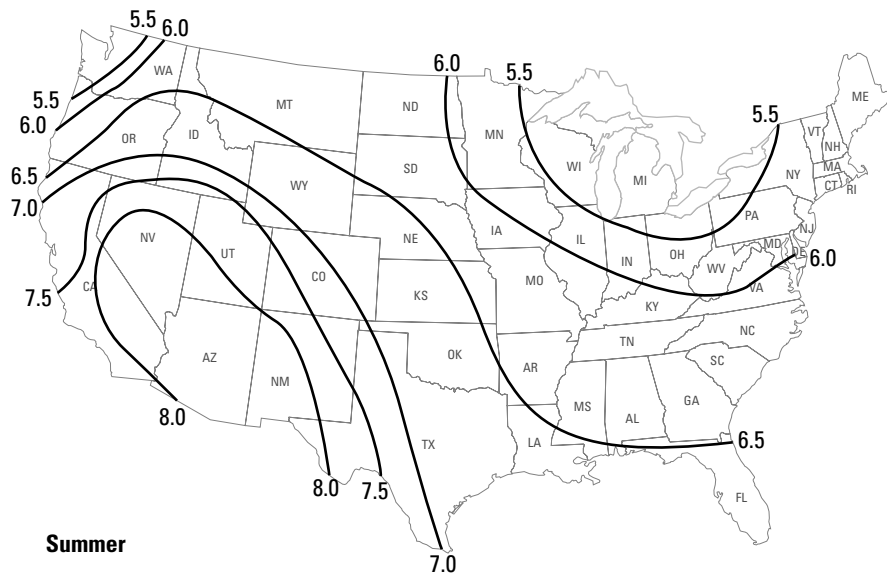 5.5 6.0
WA
5.5
6.0
6.5
7.0
OR
ID
MT
ND
6.0
5.5
MN
WI
MI
5.5
ME
VT
NH
MA
CT
RI
NY
WY
SD
NE
IA
IL
IN
OH
PA
NJ
MD
DE
6.0
WV
VA
NV
UT
CO
KS
MO
KY
7.5
CA
AZ
NM
OK
AR
TN
NC
SC
8.0
TX
LA
MS
AL
GA
6.5
FL
8.0
7.5
7.0
Summer